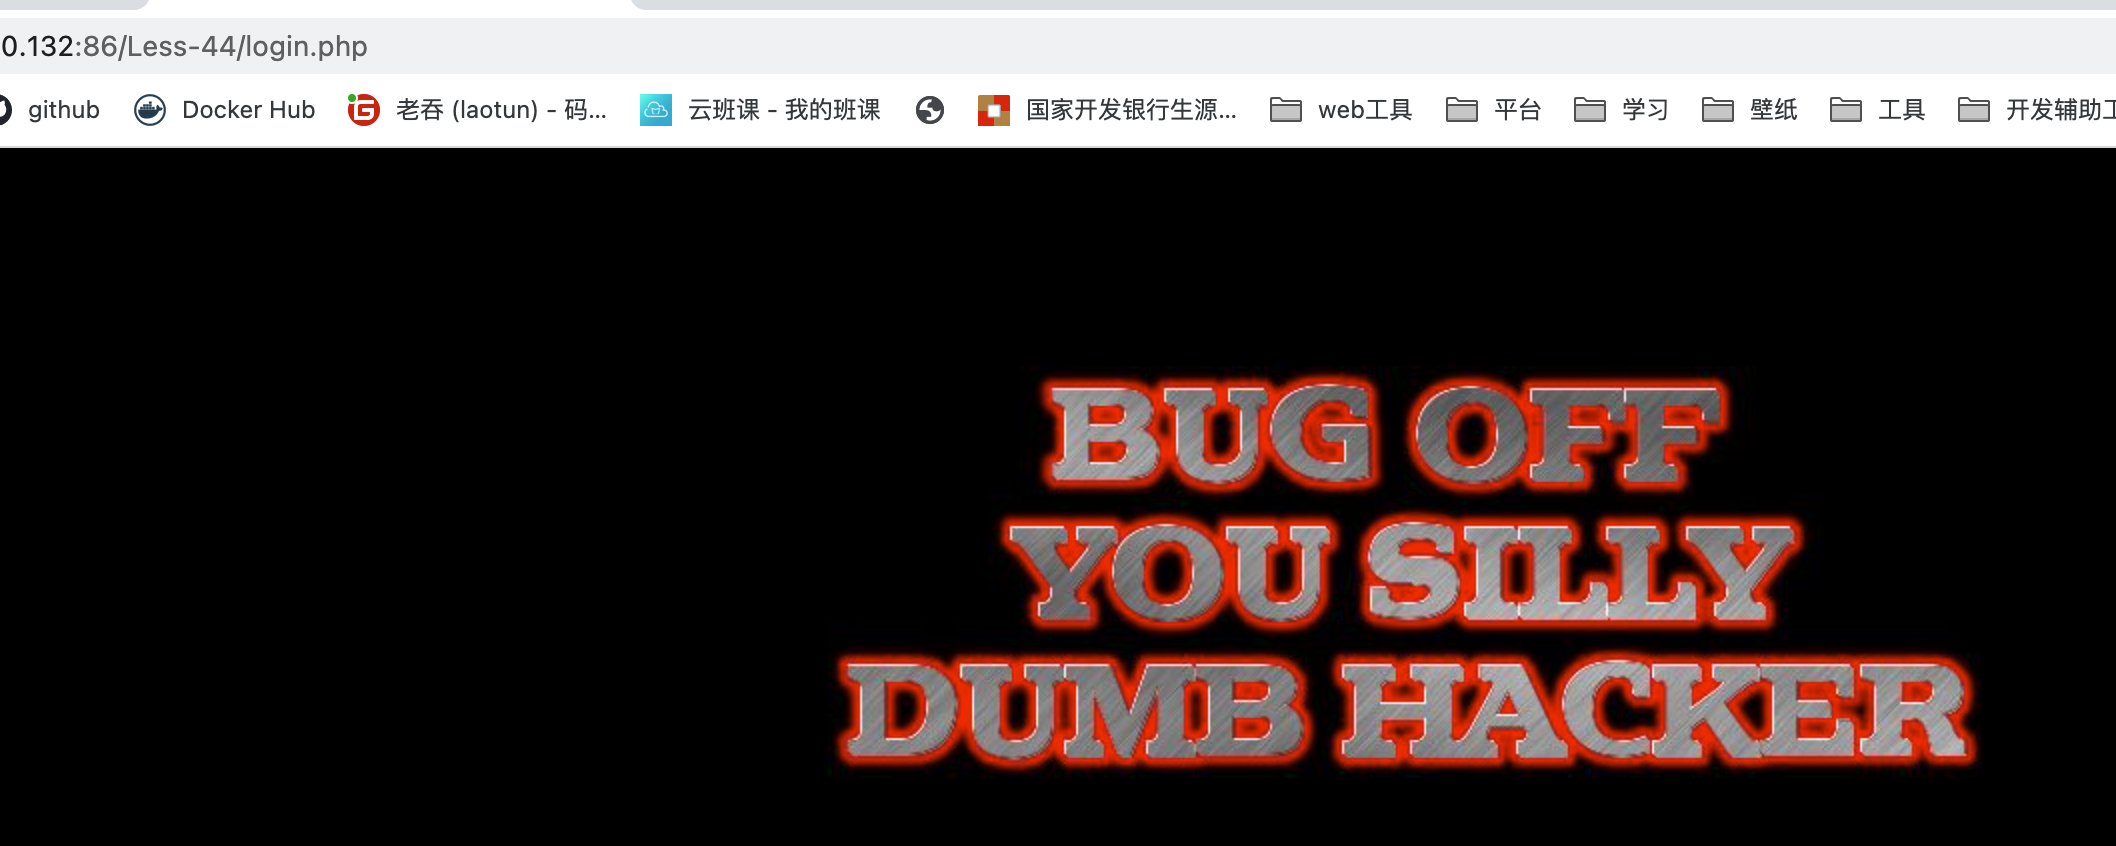 0.132:86/Less-44/login.php
github Docker Hub 老吞 (laotun) - 码... 云班课 - 我的班课 国家开发银行生源... web工具 平台 学习 壁纸 工具 开发辅助工
BUG OFF
YOU SILLY
DUMB HACKER